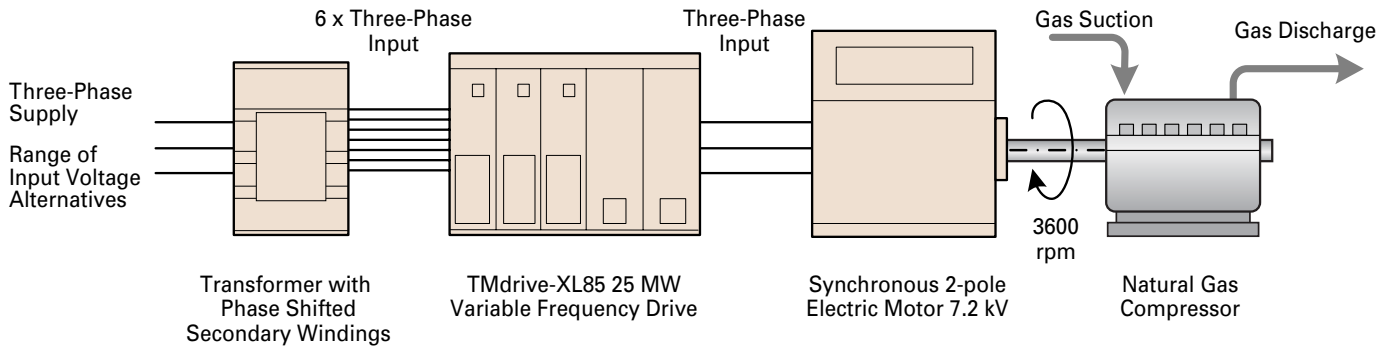 6 x Three-Phase
Input
Three-Phase
Input
Gas Suction
Gas Discharge
Three-Phase
Supply
Range of
Input Voltage
Alternatives
3600
rpm
Transformer with
Phase Shifted
Secondary Windings
TMdrive-XL85 25 MW
Variable Frequency Drive
Synchronous 2-pole
Electric Motor 7.2 kV
Natural Gas
Compressor